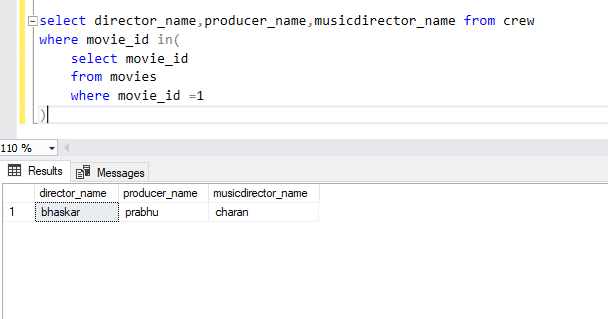 select director_name,producer_name,musicdirector_name from crew
where movie_id in(
select movie_id
from movies
where movie_id =1
)
110 %
Results Messages
director_name producer_name musicdirector_name
1 bhaskar prabhu charan